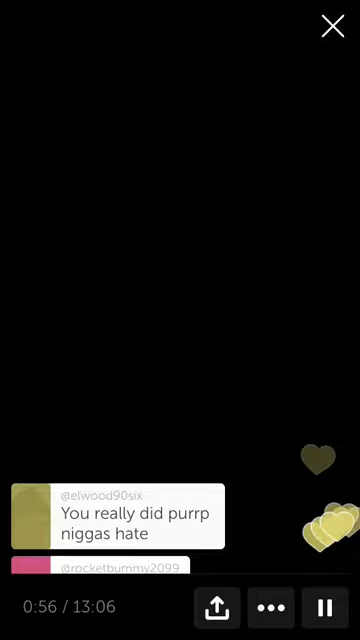 @elwood90six
You really did purrp
niggas hate
@rocketbummy2099
0:56 / 13:06